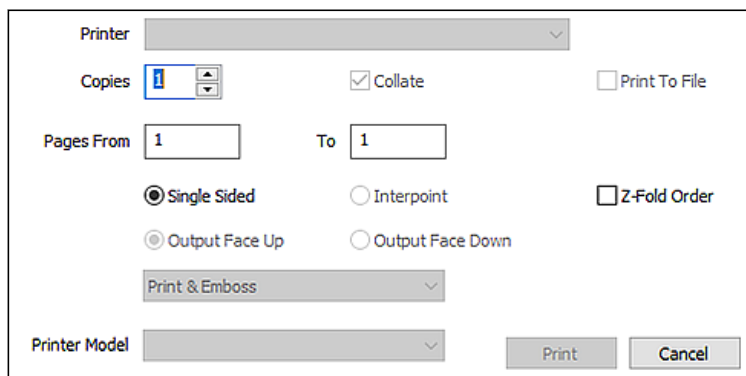 Printer
Copies 1 Collate Print To File
Pages From 1 To 1
Single Sided Interpoint Z-Fold Order
Output Face Up Output Face Down
Print & Emboss
Printer Model Print Cancel